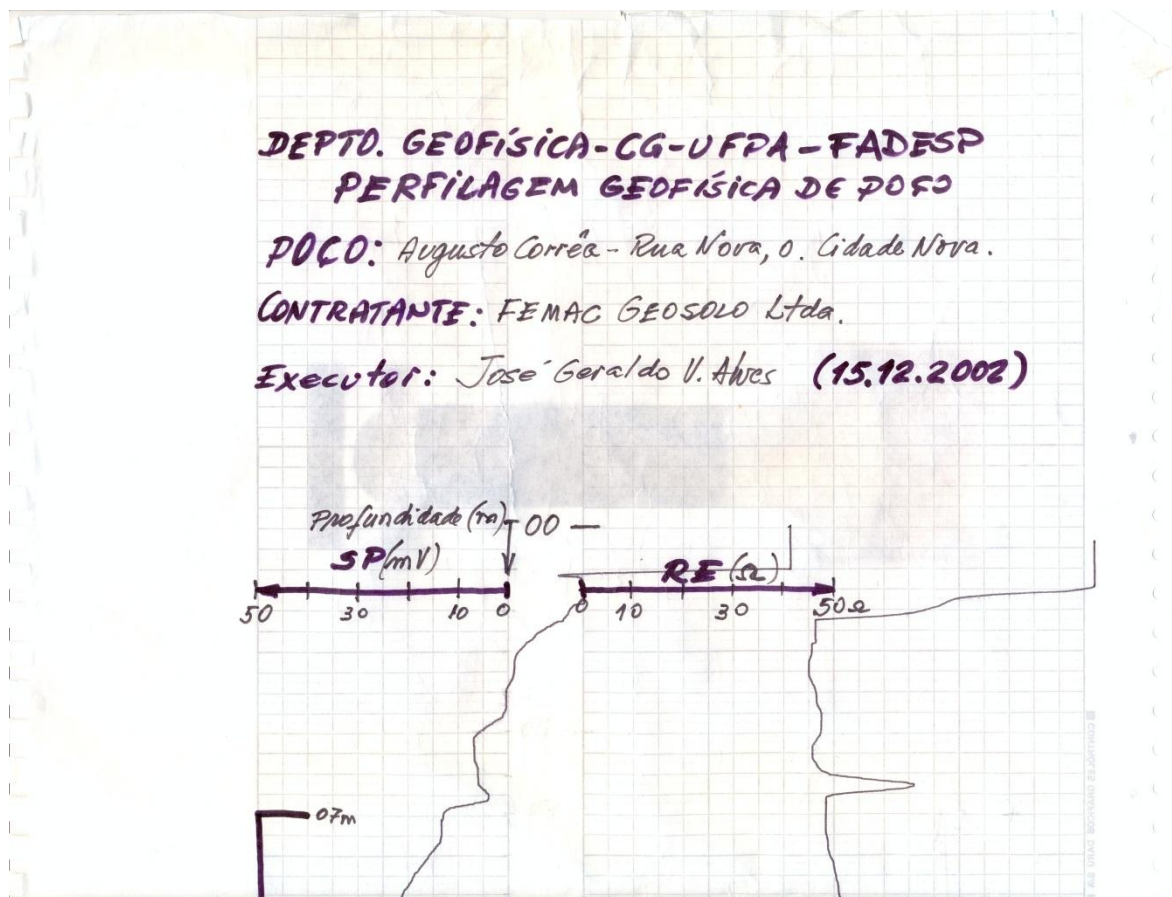 DEPTO. GEOFÍSICA-CG-UFPA-FADESP
PERFILAGEM GEOFÍSICA DE POÇO
POÇO: Augusto Corrêa - Rua Nova, 0. Cidade Nova.
CONTRATANTE: FEMAC GEOSOLO Ltda.
Executor: José Geraldo V. Alves (15.12.2002)
Profundidade (m) 00
SP (mV) RE (Ω)
50 30 10 0 0 10 30 50Ω
07m